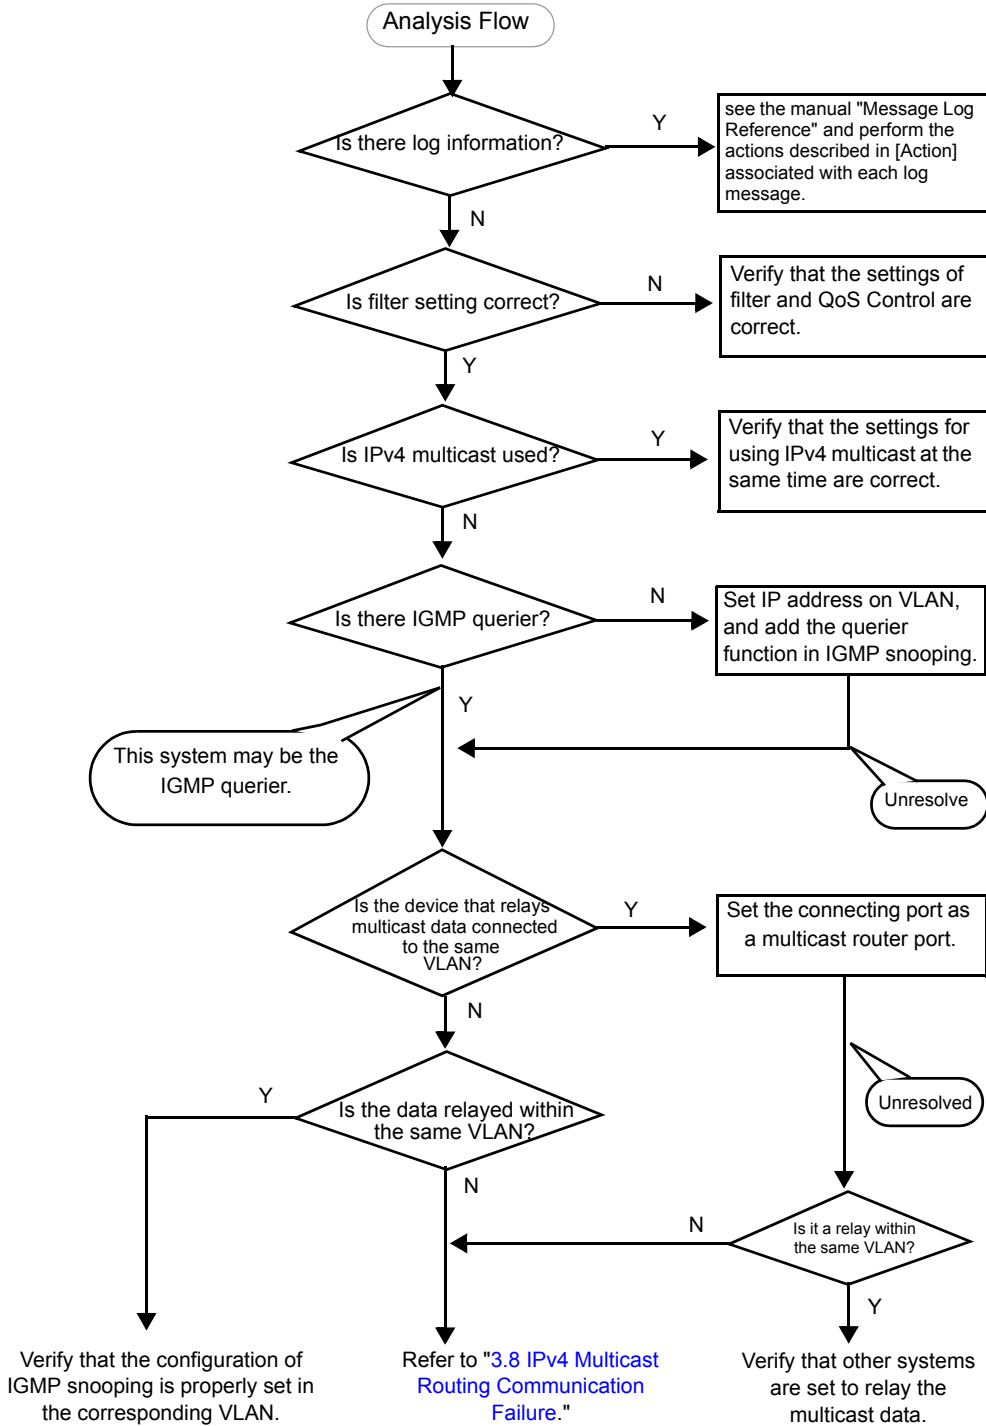 Analysis Flow
Is there log information?
Y
see the manual "Message Log
Reference" and perform the
actions described in [Action]
associated with each log
message.
N
Is filter setting correct?
N
Verify that the settings of
filter and QoS Control are
correct.
Y
Is IPv4 multicast used?
Y
Verify that the settings for
using IPv4 multicast at the
same time are correct.
N
Is there IGMP querier?
N
Set IP address on VLAN,
and add the querier
function in IGMP snooping.
Y
This system may be the
IGMP querier.
Unresolve
Is the device that relays
multicast data connected
to the same
VLAN?
Y
Set the connecting port as
a multicast router port.
N
Unresolved
Y
Is the data relayed within
the same VLAN?
N
N
Is it a relay within
the same VLAN?
Y
Verify that the configuration of
IGMP snooping is properly set in
the corresponding VLAN.
Refer to "3.8 IPv4 Multicast
Routing Communication
Failure."
Verify that other systems
are set to relay the
multicast data.